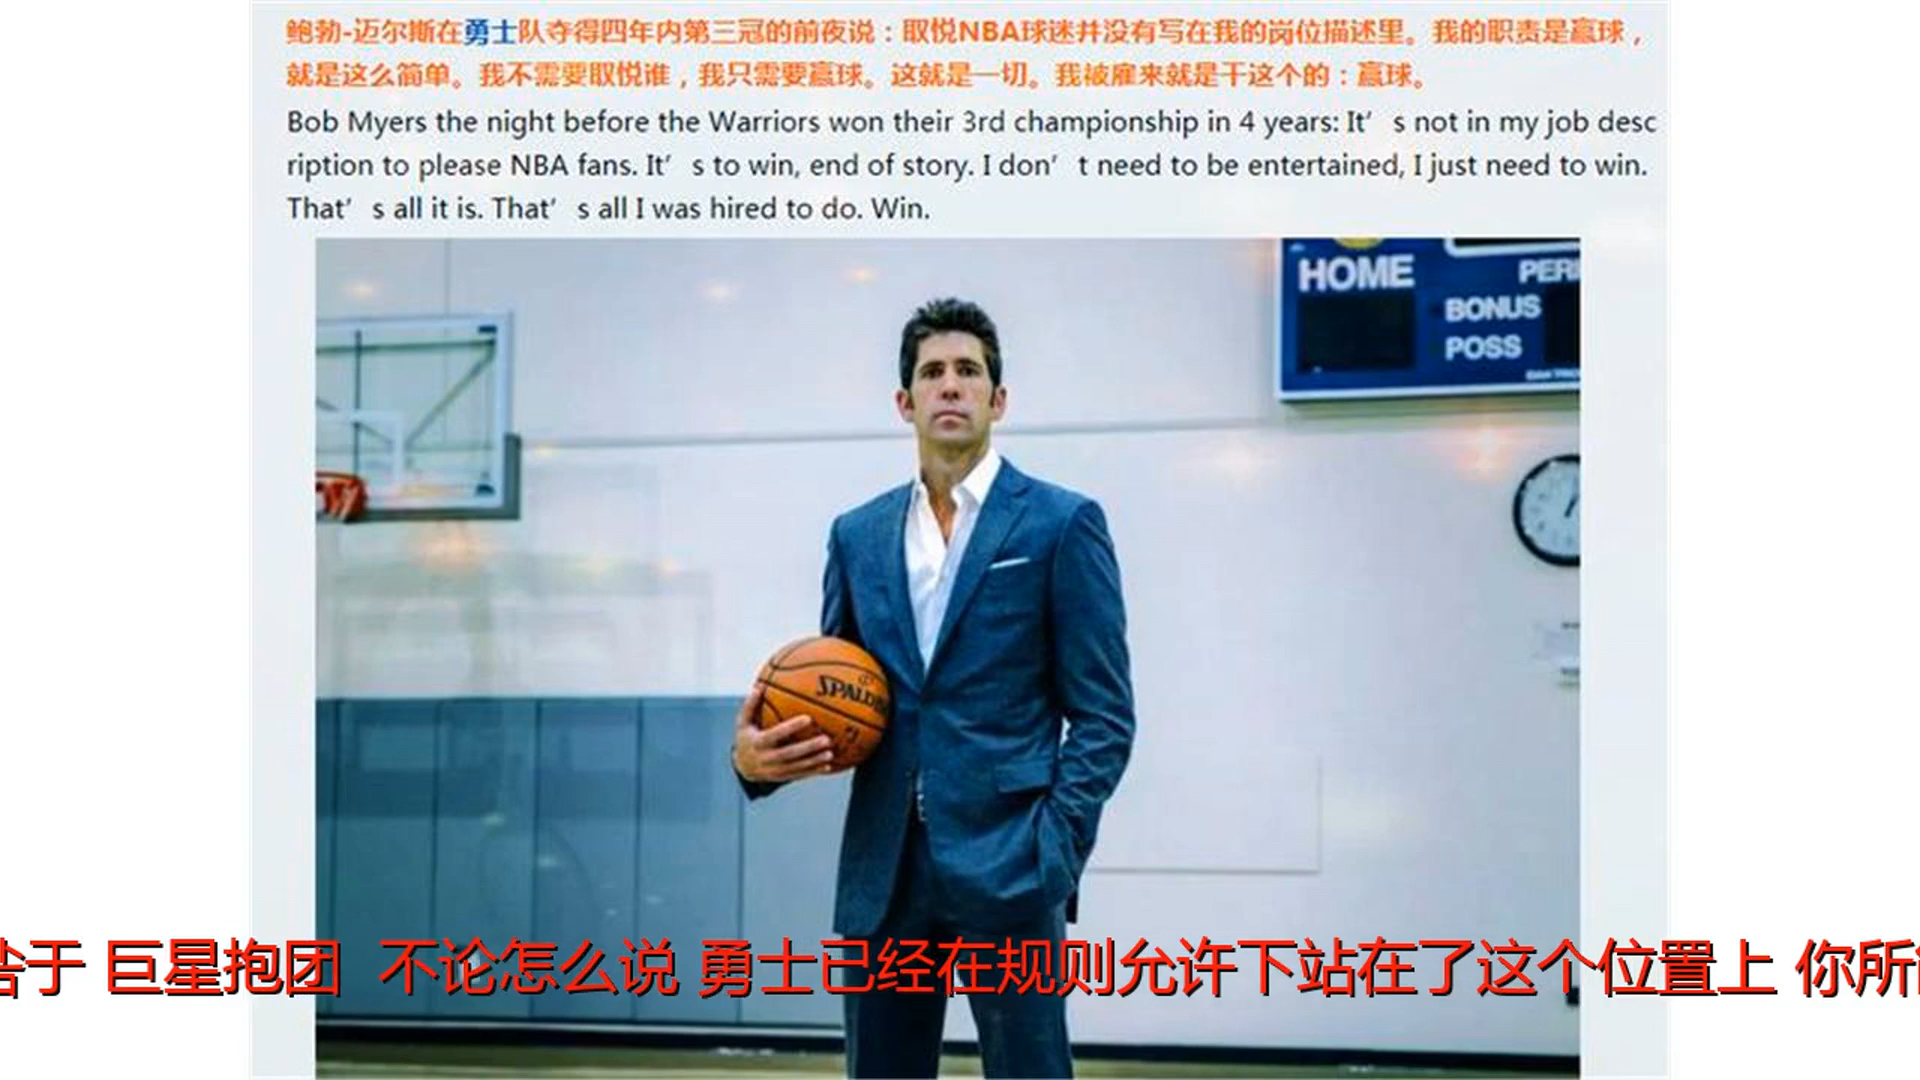 鲍勃-迈尔斯在勇士队夺得四年内第三冠的前夜说：取悦NBA球迷并没有写在我的岗位描述里。我的职责是赢球，
就是这么简单。我不需要取悦谁，我只需要赢球。这就是一切。我被雇来就是干这个的：赢球。
Bob Myers the night before the Warriors won their 3rd championship in 4 years: It’s not in my job desc
ription to please NBA fans. It’s to win, end of story. I don’t need to be entertained, I just need to win.
That’s all it is. That’s all I was hired to do. Win.
HOME
PERI
BONUS
POSS
SPALDI
于 巨星抱团 不论怎么说 勇士已经在规则允许下站在了这个位置上 你所